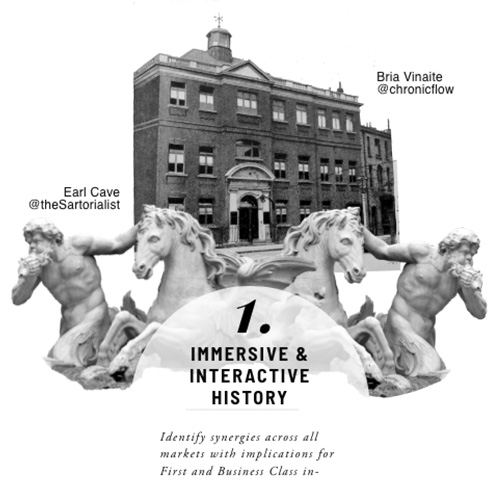 Bria Vinaite
@chronicflow
Earl Cave
@theSartorialist
1.
IMMERSIVE &
INTERACTIVE
HISTORY
Identify synergies across all
markets with implications for
First and Business Class in-